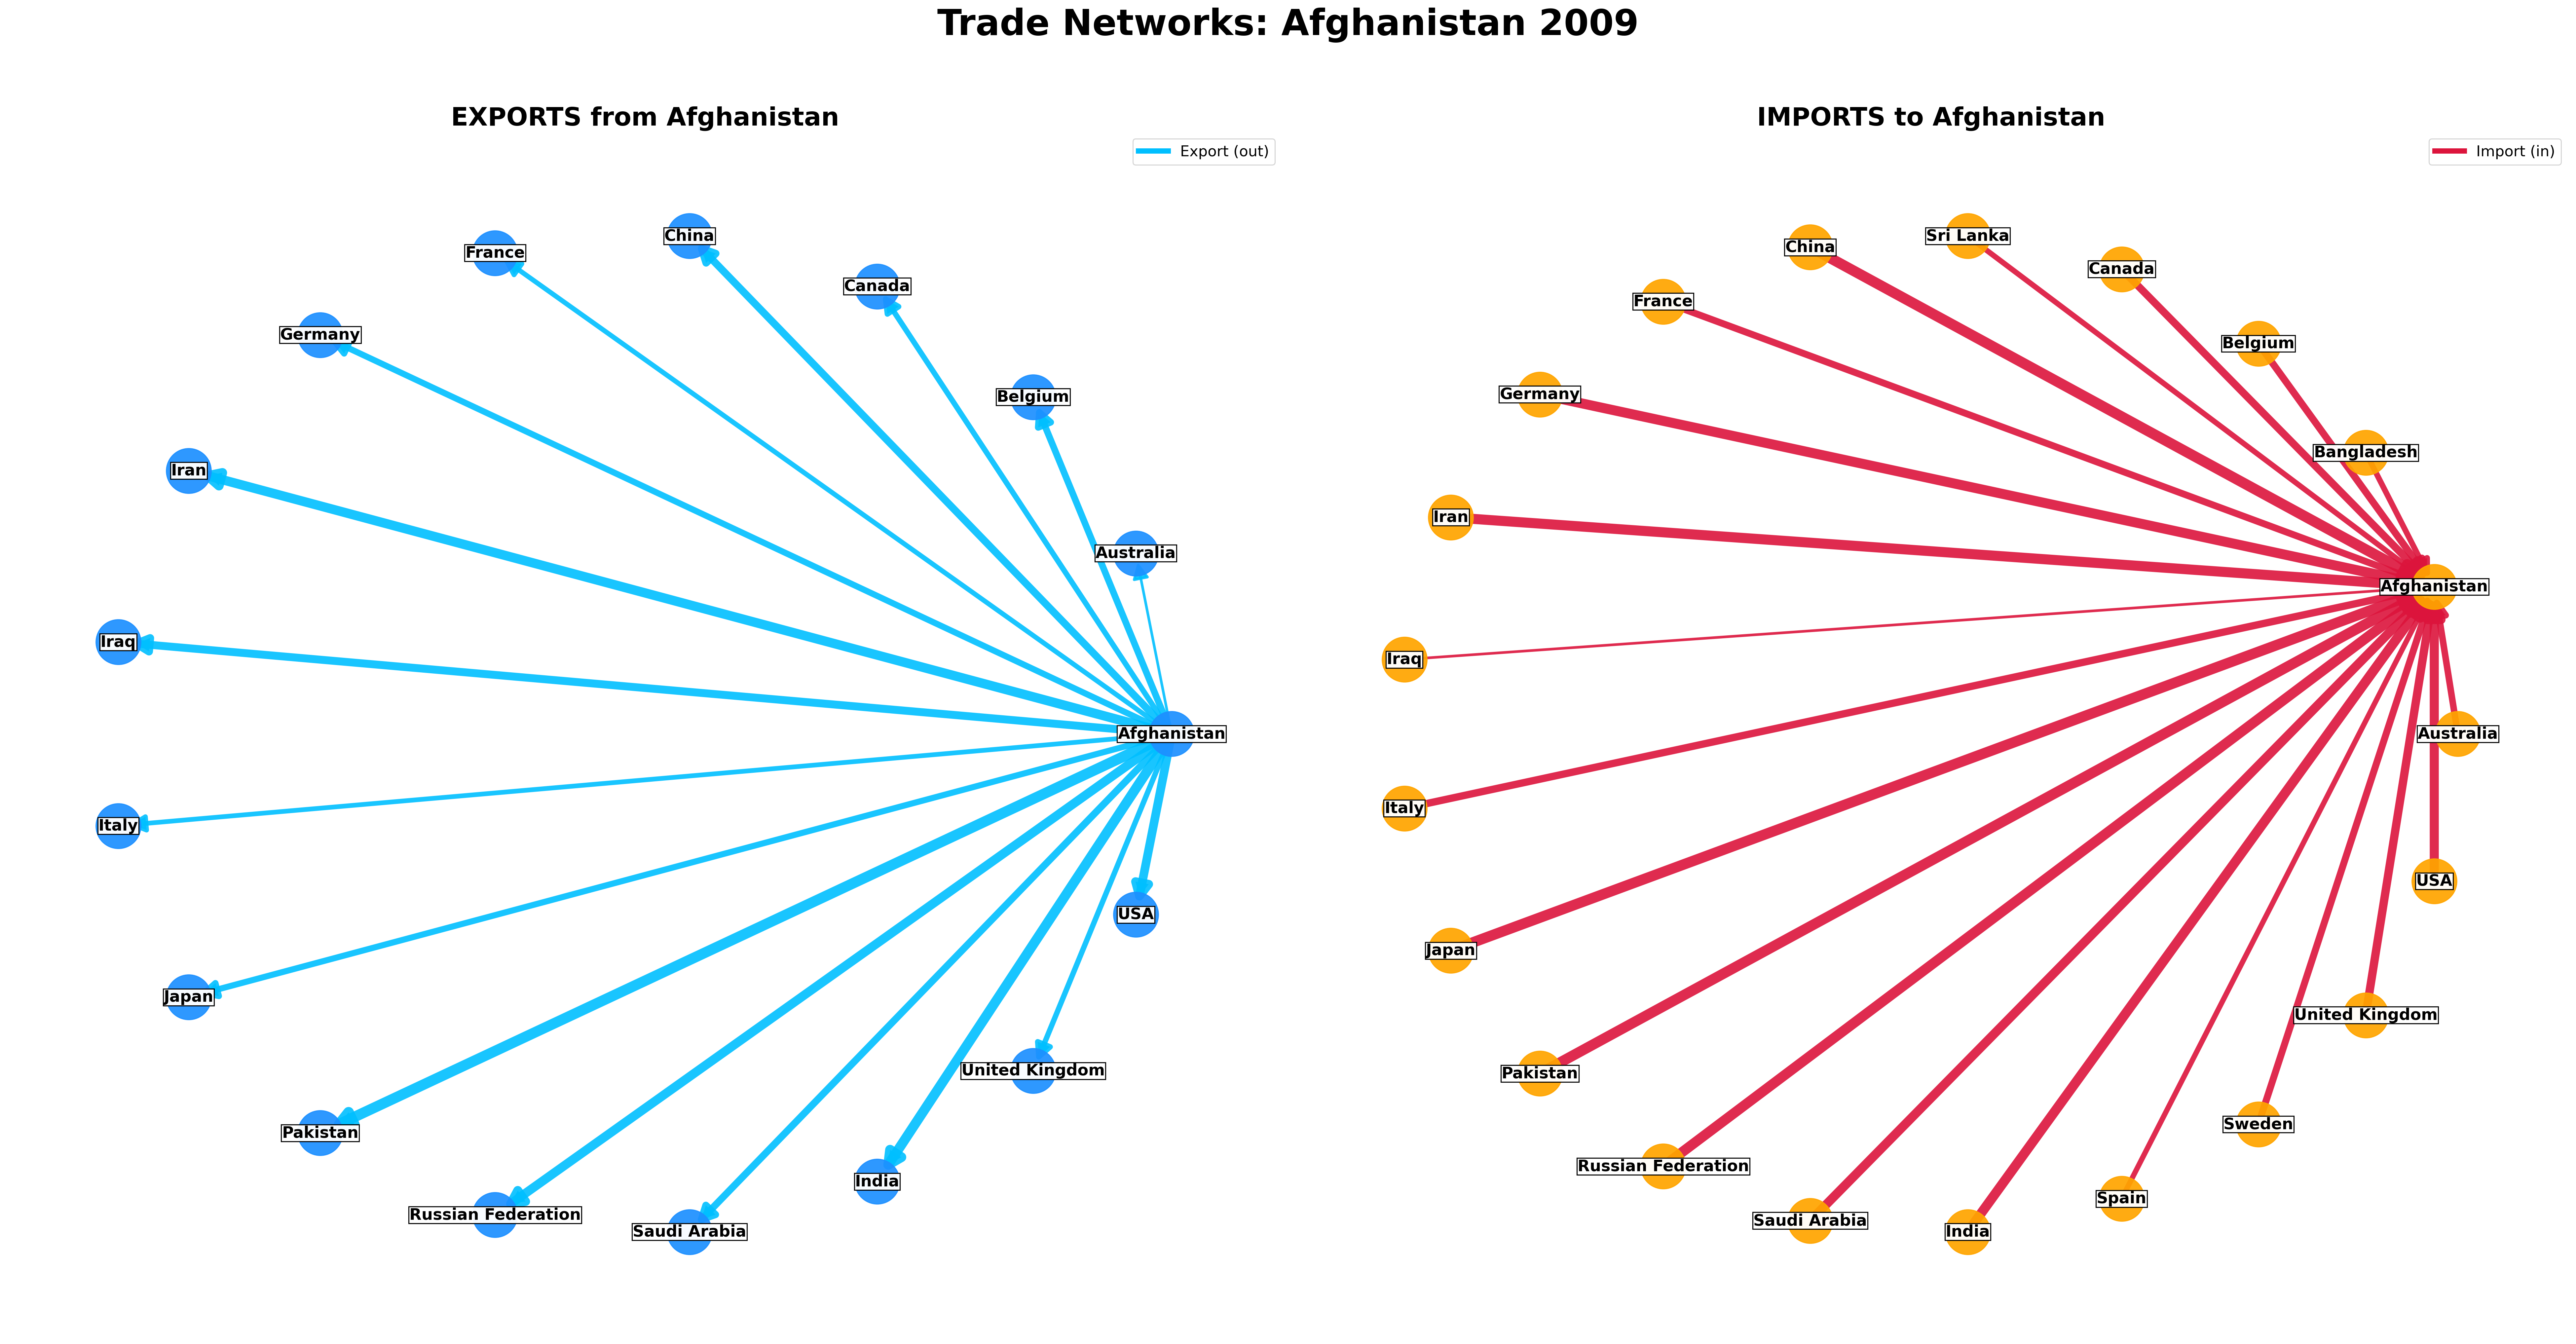 Trade Networks: Afghanistan 2009
EXPORTS from Afghanistan
Export (out)
China
France
Canada
Germany
Belgium
Iran
Australia
Iraq
Afghanistan
Italy
USA
Japan
United Kingdom
Pakistan
India
Russian Federation
Saudi Arabia
IMPORTS to Afghanistan
Import (in)
Sri Lanka
China
Canada
France
Belgium
Germany
Bangladesh
Iran
Afghanistan
Iraq
Australia
Italy
USA
Japan
United Kingdom
Pakistan
Sweden
Russian Federation
Spain
Saudi Arabia
India